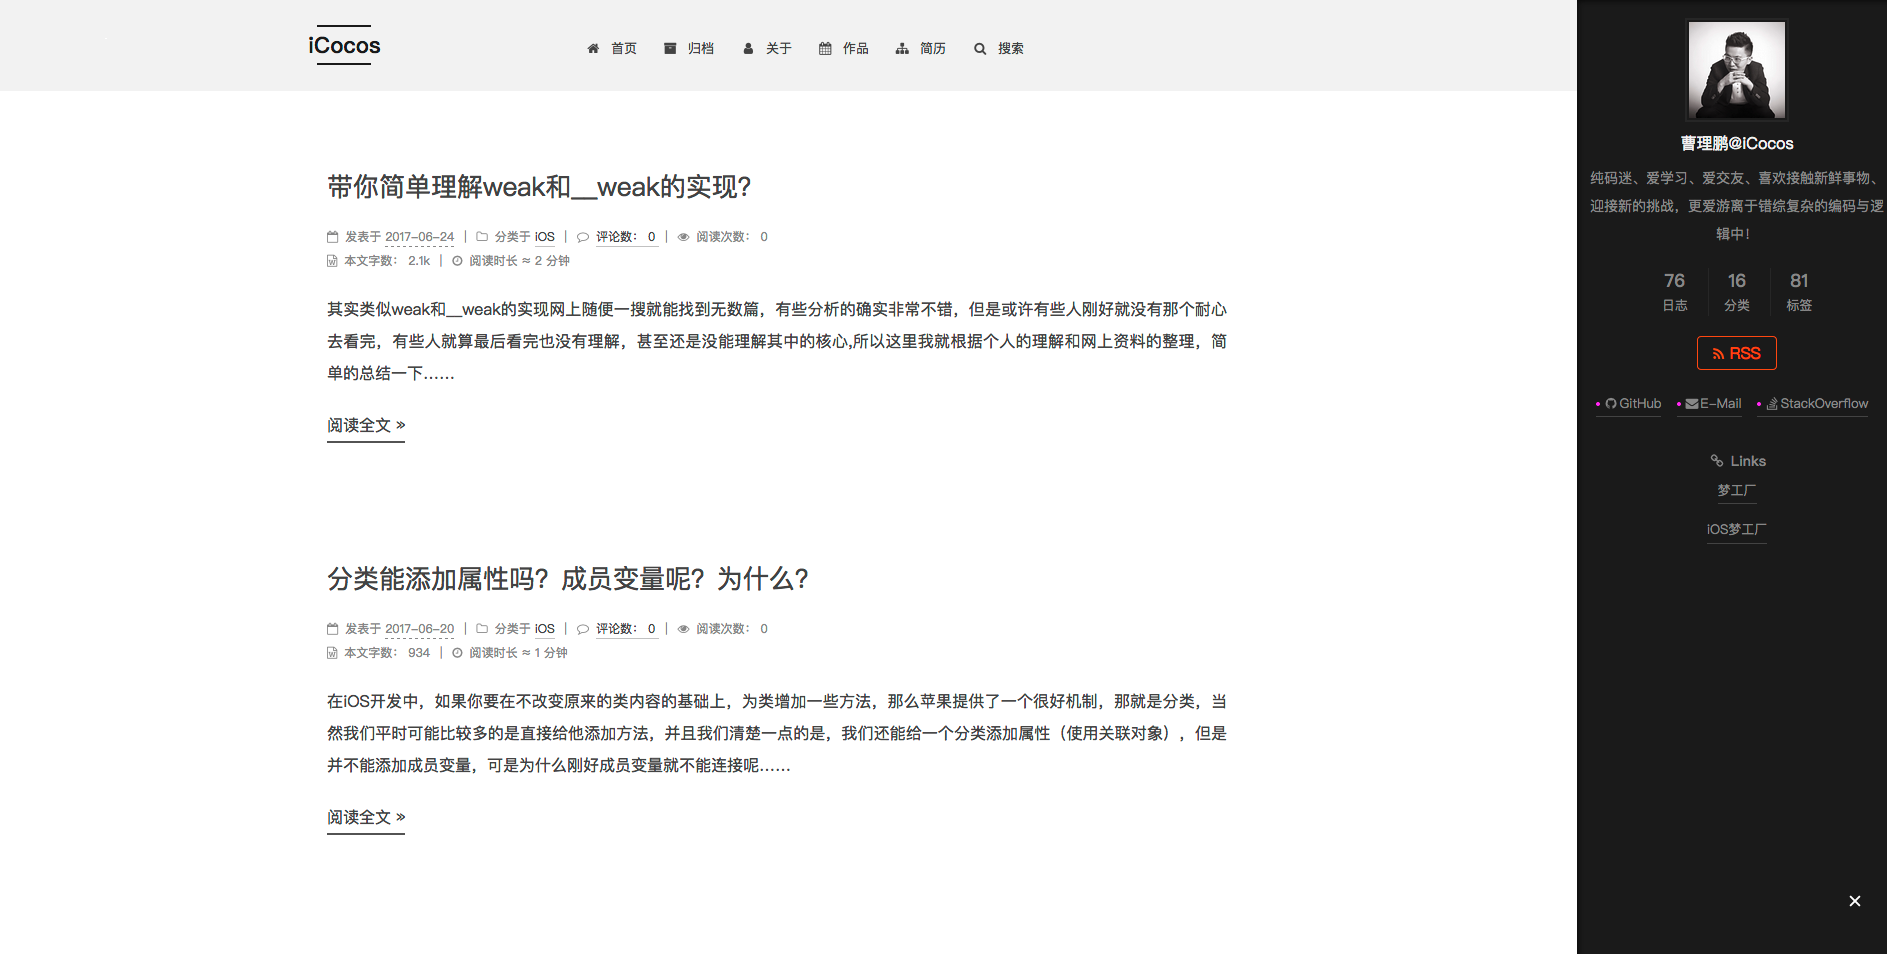 iCocos
首页 归档 关于 作品 简历 搜索
带你简单理解weak和__weak的实现?
发表于 2017-06-24 | 分类于 iOS | 评论数: 0 | 阅读次数: 0
本文字数: 2.1k | 阅读时长 ≈ 2 分钟
其实类似weak和__weak的实现网上随便一搜就能找到无数篇，有些分析的确实非常不错，但是或许有些人刚好就没有那个耐心
去看完，有些人就算最后看完也没有理解，甚至还是没能理解其中的核心,所以这里我就根据个人的理解和网上资料的整理，简
单的总结一下……
阅读全文 »
分类能添加属性吗？成员变量呢？为什么?
发表于 2017-06-20 | 分类于 iOS | 评论数: 0 | 阅读次数: 0
本文字数: 934 | 阅读时长 ≈ 1 分钟
在iOS开发中，如果你要在不改变原来的类内容的基础上，为类增加一些方法，那么苹果提供了一个很好机制，那就是分类，当
然我们平时可能比较多的是直接给他添加方法，并且我们清楚一点的是，我们还能给一个分类添加属性（使用关联对象），但是
并不能添加成员变量，可是为什么刚好成员变量就不能连接呢……
阅读全文 »
曹理鹏@iCocos
纯码迷、爱学习、爱交友、喜欢接触新鲜事物、
迎接新的挑战，更爱游离于错综复杂的编码与逻
辑中！
76 16 81
日志 分类 标签
RSS
GitHub E-Mail StackOverflow
Links
梦工厂
iOS梦工厂